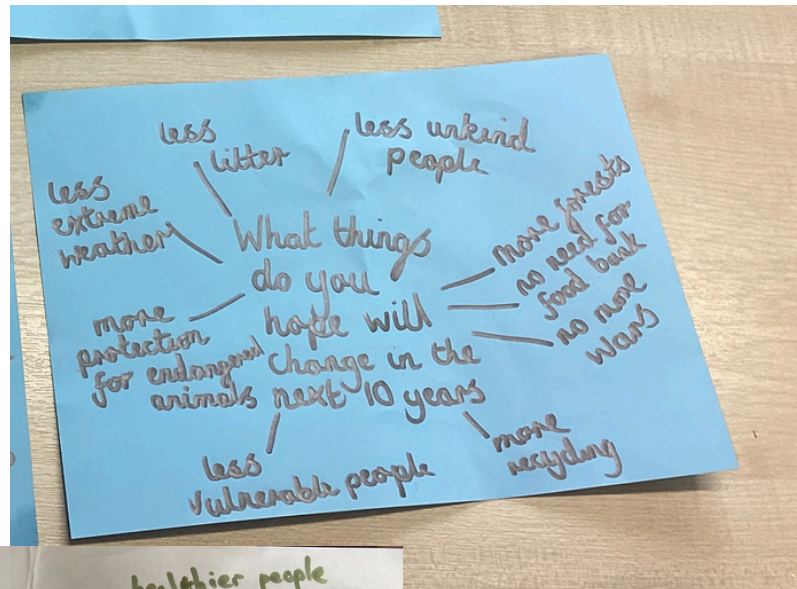 less
litter
less unkind
people
less
extreme
weather
What things
do you
hope will
change in the
next 10 years
more forests
no need for
food bank
no more
wars
more
protection
for endangered
animals
less
vulnerable people
more
recycling
healthier people